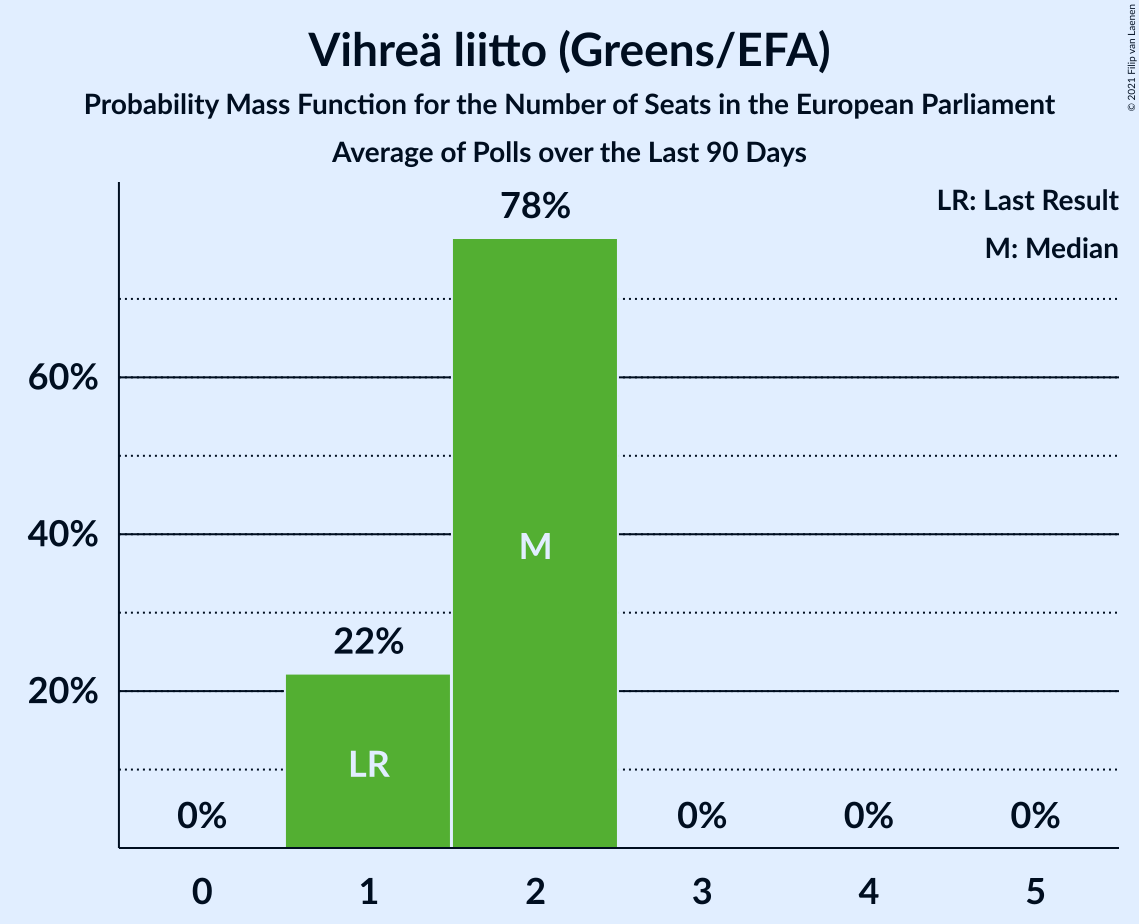 Vihreä liitto (Greens/EFA)
Probability Mass Function for the Number of Seats in the European Parliament
Average of Polls over the Last 90 Days
© 2021 Filip van Laenen
LR: Last Result
M: Median
78%
60%
40%
M
22%
20%
LR
0%
0%
0%
0%
0
1
2
3
4
5